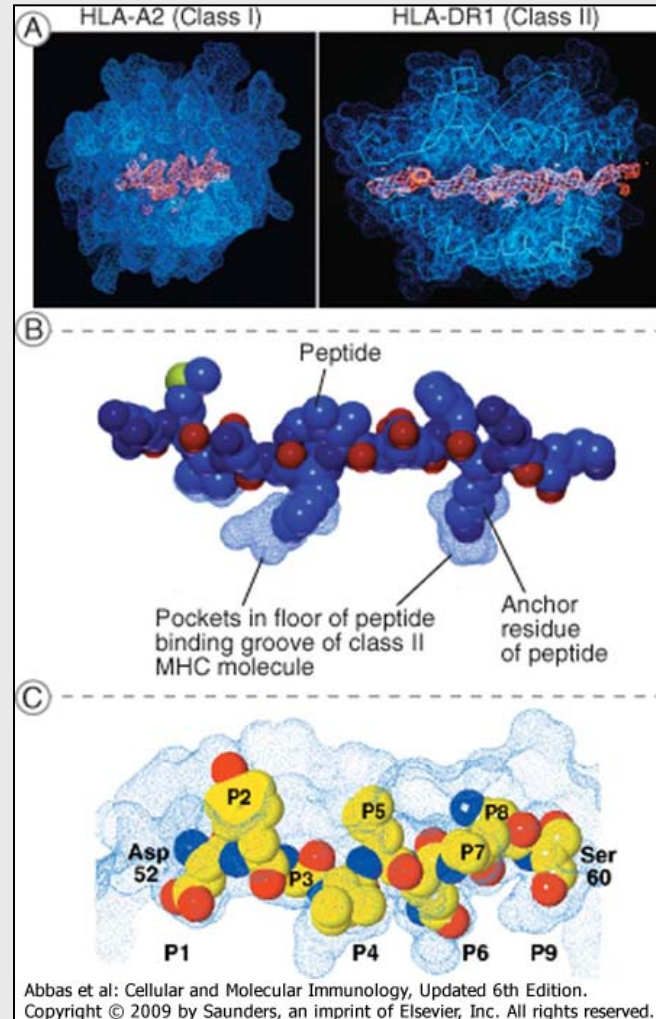 A
HLA-A2 (Class I)
HLA-DR1 (Class II)
B
Peptide
Pockets in floor of peptide
binding groove of class II
MHC molecule
Anchor
residue
of peptide
C
P2
P5
P8
Asp
52
P3
P7
Ser
60
P1
P4
P6
P9
Abbas et al: Cellular and Molecular Immunology, Updated 6th Edition.
Copyright © 2009 by Saunders, an imprint of Elsevier, Inc. All rights reserved.